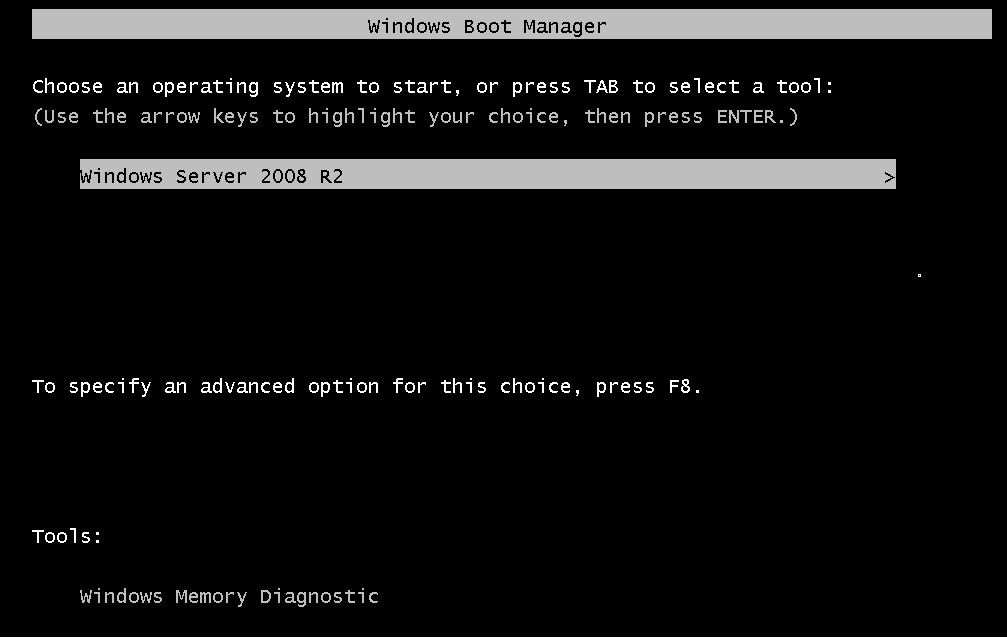 Windows Boot Manager
Choose an operating system to start, or press TAB to select a tool:
(Use the arrow keys to highlight your choice, then press ENTER.)
Windows Server 2008 R2 >
To specify an advanced option for this choice, press F8.
Tools:
Windows Memory Diagnostic